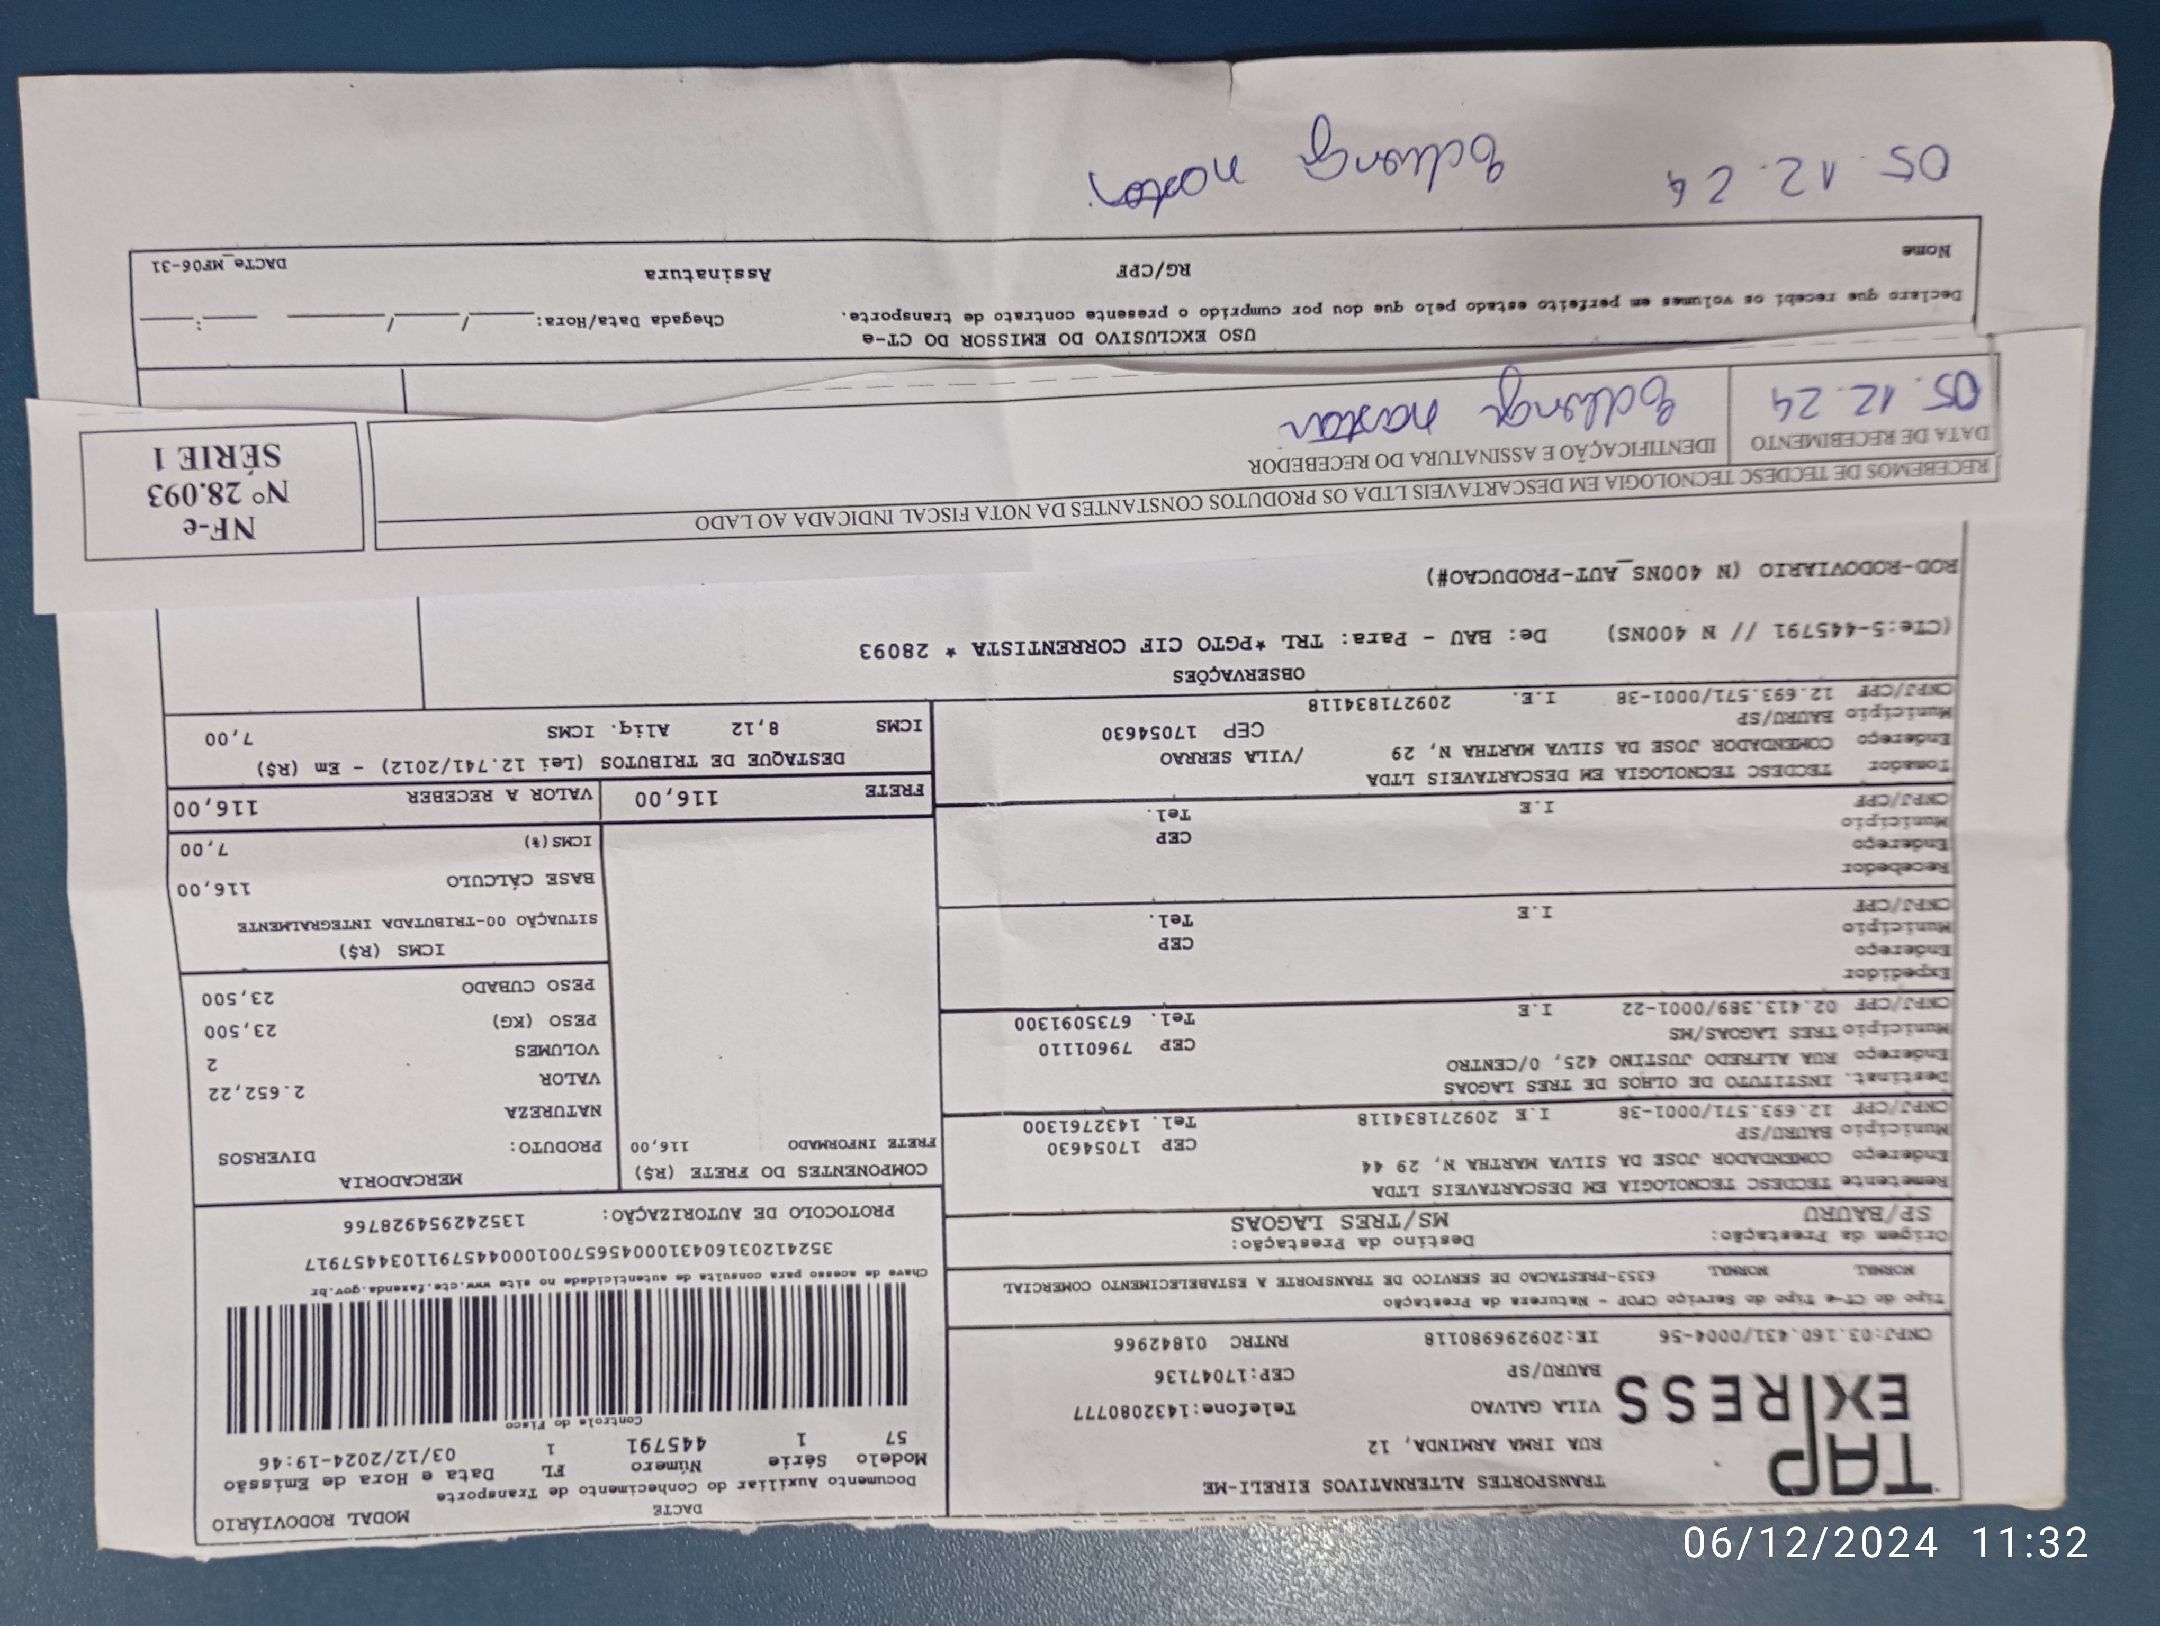 TAP EXPRESS
TRANSPORTES ALTERNATIVOS EIRELI-ME
RUA IRMA ARMINDA, 12
VILA GALVAO Telefone:1432080777
BAURU/SP CEP:17047136
CNPJ:03.160.431/0004-56 IE:209296980118 RNTRC 01842966
DACTE MODAL RODOVIÁRIO
Documento Auxiliar do Conhecimento de Transporte
Modelo Série Número FL Data e Hora de Emissão
57 1 445791 1 03/12/2024-19:46
Controle do Fisco
Chave de acesso para consulta de autenticidade no site www.cte.fazenda.gov.br
35241203160431000456570010004457911034457917
PROTOCOLO DE AUTORIZAÇÃO: 135242954928766
Tipo do CT-e Tipo do Serviço CFOP - Natureza da Prestação
NORMAL NORMAL 6353-PRESTACAO DE SERVICO DE TRANSPORTE A ESTABELECIMENTO COMERCIAL
Origem da Prestação: Destino da Prestação:
SP/BAURU MS/TRES LAGOAS
Remetente TECDESC TECNOLOGIA EM DESCARTAVEIS LTDA
Endereço COMENDADOR JOSE DA SILVA MARTHA N, 29 44
Município BAURU/SP CEP 17054630
CNPJ/CPF 12.693.571/0001-38 I.E 209271834118 Tel. 1432761300
Destinat. INSTITUTO DE OLHOS DE TRES LAGOAS
Endereço RUA ALFREDO JUSTINO 425, 0/CENTRO
Município TRES LAGOAS/MS CEP 79601110
CNPJ/CPF 02.413.389/0001-22 I.E Tel. 6735091300
Expedidor
Endereço
Município CEP
CNPJ/CPF I.E Tel.
Recebedor
Endereço
Município CEP
CNPJ/CPF I.E Tel.
Tomador TECDESC TECNOLOGIA EM DESCARTAVEIS LTDA
Endereço COMENDADOR JOSE DA SILVA MARTHA N, 29 /VILA SERRAO
Município BAURU/SP CEP 17054630
CNPJ/CPF 12.693.571/0001-38 I.E. 209271834118
COMPONENTES DO FRETE (R$)
FRETE INFORMADO 116,00
MERCADORIA
PRODUTO: DIVERSOS
NATUREZA
VALOR 2.652,22
VOLUMES 2
PESO (KG) 23,500
PESO CUBADO 23,500
ICMS (R$)
SITUAÇÃO 00-TRIBUTADA INTEGRALMENTE
BASE CÁLCULO 116,00
ICMS(%) 7,00
FRETE 116,00 VALOR A RECEBER 116,00
DESTAQUE DE TRIBUTOS (Lei 12.741/2012) - Em (R$)
ICMS 8,12 Aliq. ICMS 7,00
OBSERVAÇÕES
(CTe:5-445791 // N 400NS) De: BAU - Para: TRL *PGTO CIF CORRENTISTA * 28093
ROD-RODOVIARIO (N 400NS_AUT-PRODUCAO#)
RECEBEMOS DE TECDESC TECNOLOGIA EM DESCARTAVEIS LTDA OS PRODUTOS CONSTANTES DA NOTA FISCAL INDICADA AO LADO
DATA DE RECEBIMENTO IDENTIFICAÇÃO E ASSINATURA DO RECEBEDOR
05.12.24
NF-e
Nº 28.093
SÉRIE 1
USO EXCLUSIVO DO EMISSOR DO CT-e
Declaro que recebi os volumes em perfeito estado pelo que dou por cumprido o presente contrato de transporte. Chegada Data/Hora:____/____/____ __:__
Nome RG/CPF Assinatura DACTe_MF06-31
05.12.24
06/12/2024 11:32